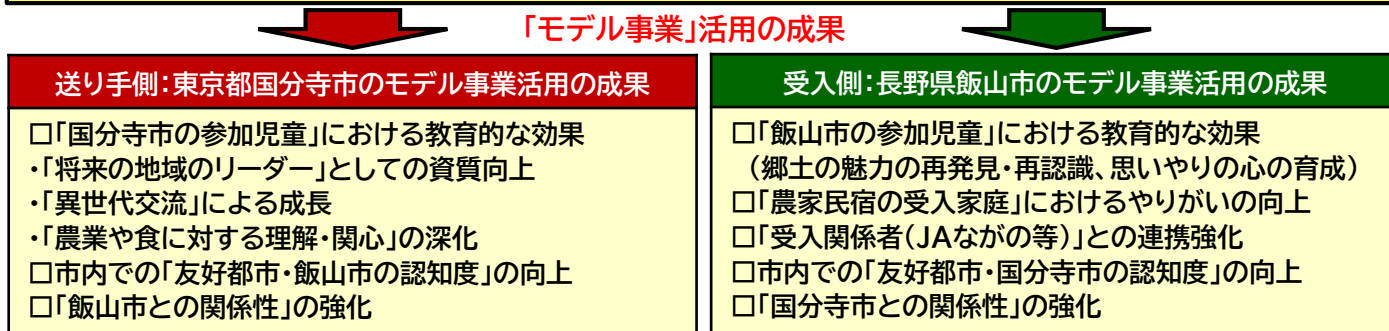 「モデル事業」活用の成果
送り手側：東京都国分寺市のモデル事業活用の成果
□「国分寺市の参加児童」における教育的な効果
・「将来の地域のリーダー」としての資質向上
・「異世代交流」による成長
・「農業や食に対する理解・関心」の深化
□市内での「友好都市・飯山市の認知度」の向上
□「飯山市との関係性」の強化
受入側：長野県飯山市のモデル事業活用の成果
□「飯山市の参加児童」における教育的な効果
（郷土の魅力の再発見・再認識、思いやりの心の育成）
□「農家民宿の受入家庭」におけるやりがいの向上
□「受入関係者（JAながの等）」との連携強化
□市内での「友好都市・国分寺市の認知度」の向上
□「国分寺市との関係性」の強化